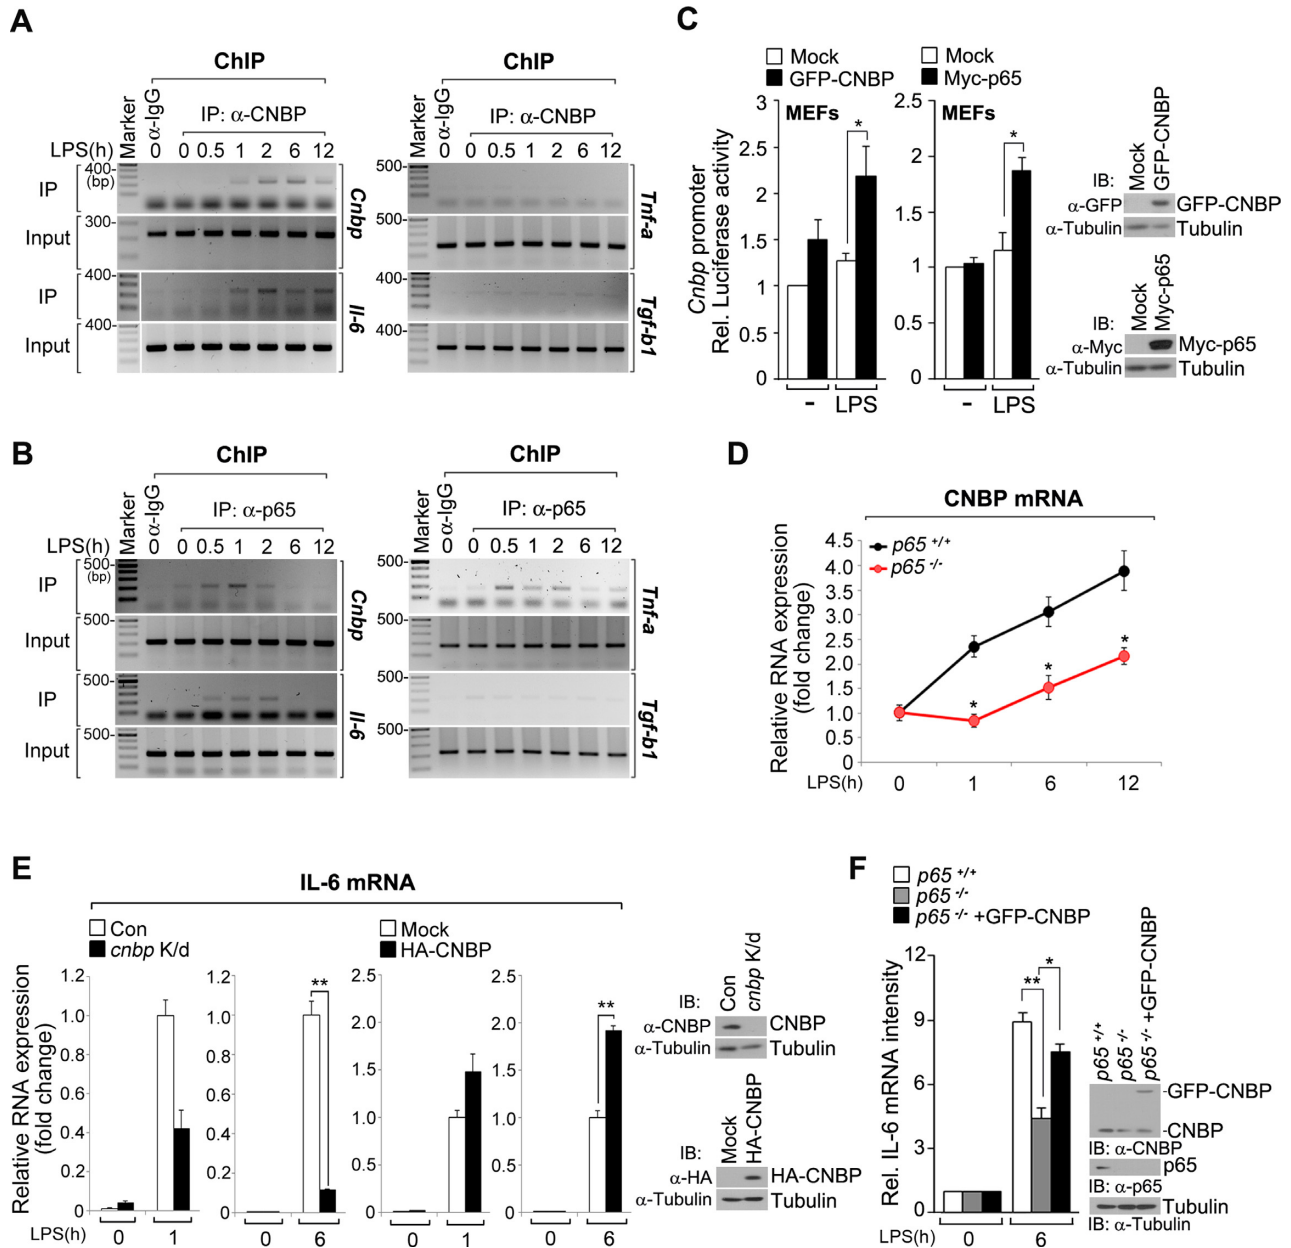 A
ChIP
Marker
α-IgG
IP: α-CNBP
LPS(h)
0 0 0.5 1 2 6 12
400-
(bp)
IP
Cnbp
300-
Input
400-
IP
Il-6
400-
Input
ChIP
Marker
α-IgG
IP: α-CNBP
0 0 0.5 1 2 6 12
500-
Tnf-a
500-
400-
Tgf-b1
400-
B
ChIP
Marker
α-IgG
IP: α-p65
LPS(h)
0 0 0.5 1 2 6 12
500-
(bp)
IP
Cnbp
500-
Input
500-
IP
Il-6
500-
Input
ChIP
Marker
α-IgG
IP: α-p65
0 0 0.5 1 2 6 12
500-
Tnf-a
500-
500-
Tgf-b1
500-
C
Mock
GFP-CNBP
Mock
Myc-p65
Cnbp promoter
Rel. Luciferase activity
MEFs
3
2.5
2
1.5
1
0.5
0
*
- LPS
MEFs
2.5
2
1.5
1
0.5
0
*
- LPS
IB:
Mock
GFP-CNBP
α-GFP GFP-CNBP
α-Tubulin Tubulin
IB:
Mock
Myc-p65
α-Myc Myc-p65
α-Tubulin Tubulin
D
CNBP mRNA
p65 +/+
p65 -/-
Relative RNA expression
(fold change)
4.5
4.0
3.5
3.0
2.5
2.0
1.5
1.0
0.5
0
*
*
*
LPS(h) 0 1 6 12
E
IL-6 mRNA
Con
cnbp K/d
Mock
HA-CNBP
Relative RNA expression
(fold change)
1.2
1.0
0.8
0.6
0.4
0.2
0
LPS(h) 0 1
1.2
1.0
0.8
0.6
0.4
0.2
0
**
0 6
2.5
2.0
1.5
1.0
0.5
0
0 1
2.5
2.0
1.5
1.0
0.5
0
**
0 6
IB:
Con
cnbp K/d
α-CNBP CNBP
α-Tubulin Tubulin
IB:
Mock
HA-CNBP
α-HA HA-CNBP
α-Tubulin Tubulin
F
p65 +/+
p65 -/-
p65 -/- +GFP-CNBP
Rel. IL-6 mRNA intensity
12
9
6
3
0
**
*
LPS(h) 0 6
p65 +/+
p65 -/-
p65 -/- +GFP-CNBP
-GFP-CNBP
-CNBP
IB: α-CNBP
p65
IB: α-p65
Tubulin
IB: α-Tubulin